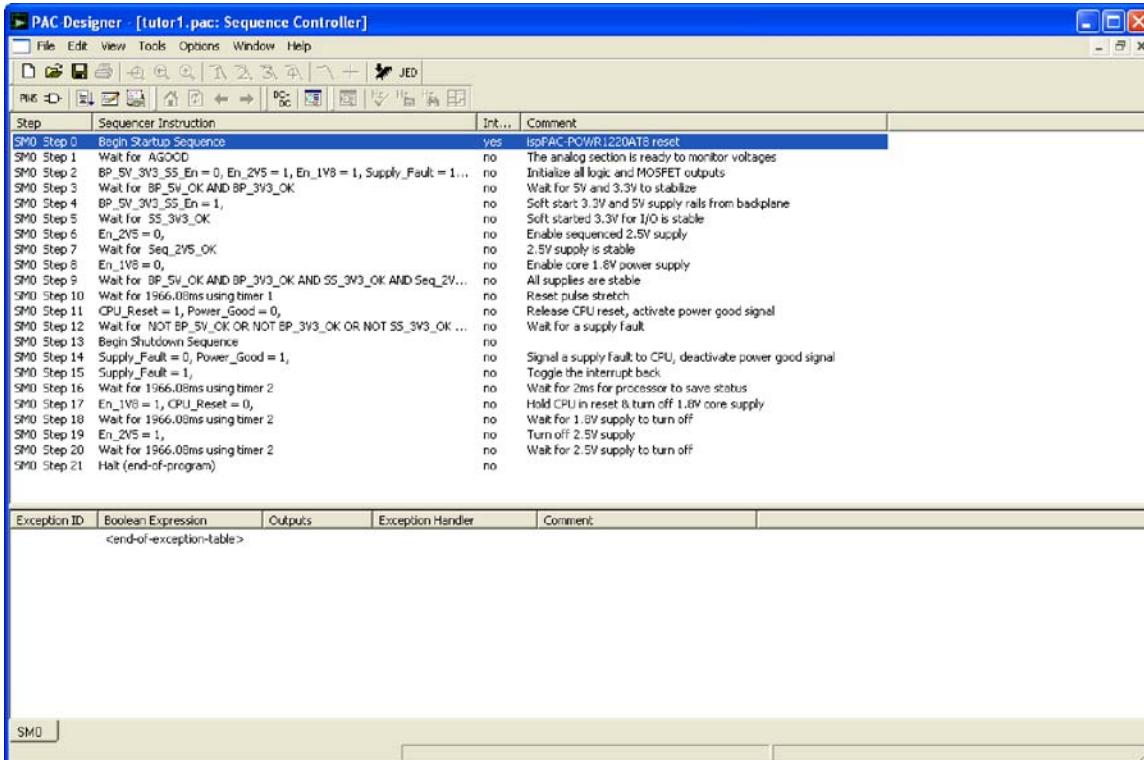 PAC-Designer - [tutor1.pac: Sequence Controller]
File Edit View Tools Options Window Help
JED
PINS DC-DC
Step Sequencer Instruction Int... Comment
SM0 Step 0 Begin Startup Sequence yes ispPAC-POWR1220AT8 reset
SM0 Step 1 Wait for AGOOD no The analog section is ready to monitor voltages
SM0 Step 2 BP_5V_3V3_SS_En = 0, En_2V5 = 1, En_1V8 = 1, Supply_Fault = 1... no Initialize all logic and MOSFET outputs
SM0 Step 3 Wait for BP_5V_OK AND BP_3V3_OK no Wait for 5V and 3.3V to stabilize
SM0 Step 4 BP_5V_3V3_SS_En = 1, no Soft start 3.3V and 5V supply rails from backplane
SM0 Step 5 Wait for SS_3V3_OK no Soft started 3.3V for I/O is stable
SM0 Step 6 En_2V5 = 0, no Enable sequenced 2.5V supply
SM0 Step 7 Wait for Seq_2V5_OK no 2.5V supply is stable
SM0 Step 8 En_1V8 = 0, no Enable core 1.8V power supply
SM0 Step 9 Wait for BP_5V_OK AND BP_3V3_OK AND SS_3V3_OK AND Seq_2V... no All supplies are stable
SM0 Step 10 Wait for 1966.08ms using timer 1 no Reset pulse stretch
SM0 Step 11 CPU_Reset = 1, Power_Good = 0, no Release CPU reset, activate power good signal
SM0 Step 12 Wait for NOT BP_5V_OK OR NOT BP_3V3_OK OR NOT SS_3V3_OK ... no Wait for a supply fault
SM0 Step 13 Begin Shutdown Sequence no
SM0 Step 14 Supply_Fault = 0, Power_Good = 1, no Signal a supply fault to CPU, deactivate power good signal
SM0 Step 15 Supply_Fault = 1, no Toggle the interrupt back
SM0 Step 16 Wait for 1966.08ms using timer 2 no Wait for 2ms for processor to save status
SM0 Step 17 En_1V8 = 1, CPU_Reset = 0, no Hold CPU in reset & turn off 1.8V core supply
SM0 Step 18 Wait for 1966.08ms using timer 2 no Wait for 1.8V supply to turn off
SM0 Step 19 En_2V5 = 1, no Turn off 2.5V supply
SM0 Step 20 Wait for 1966.08ms using timer 2 no Wait for 2.5V supply to turn off
SM0 Step 21 Halt (end-of-program) no
Exception ID Boolean Expression Outputs Exception Handler Comment
<end-of-exception-table>
SM0